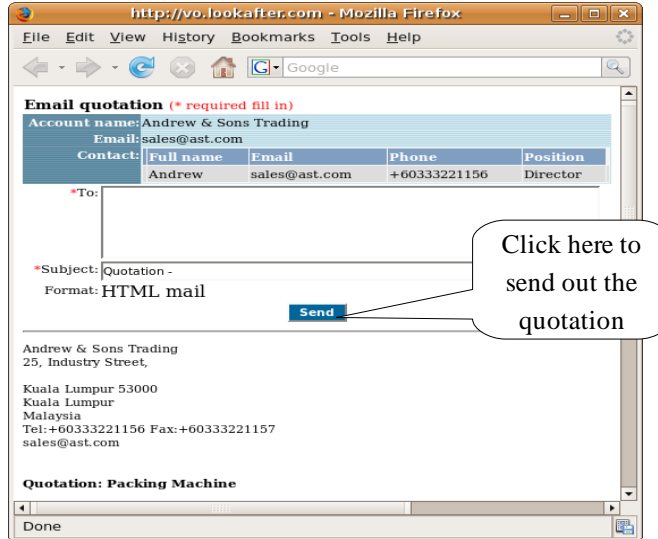 http://vo.lookafter.com - Mozilla Firefox
File Edit View History Bookmarks Tools Help
G Google
Email quotation (* required fill in)
Account name: Andrew & Sons Trading
Email: sales@ast.com
Contact: Full name Email Phone Position
Andrew sales@ast.com +60333221156 Director
*To:
*Subject: Quotation -
Format: HTML mail
Send
Click here to
send out the
quotation
Andrew & Sons Trading
25, Industry Street,
Kuala Lumpur 53000
Kuala Lumpur
Malaysia
Tel:+60333221156 Fax:+60333221157
sales@ast.com
Quotation: Packing Machine
Done